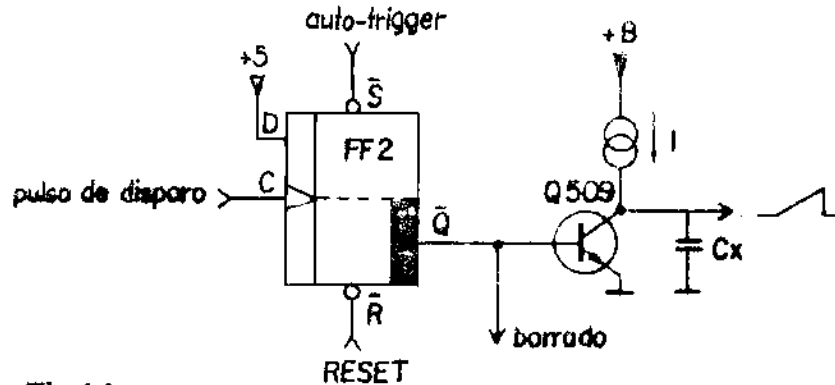 auto-trigger
+5
+B
S̄
D
FF2
I
pulso de disparo
C
Q509
Q̄
Cx
R̄
borrado
RESET